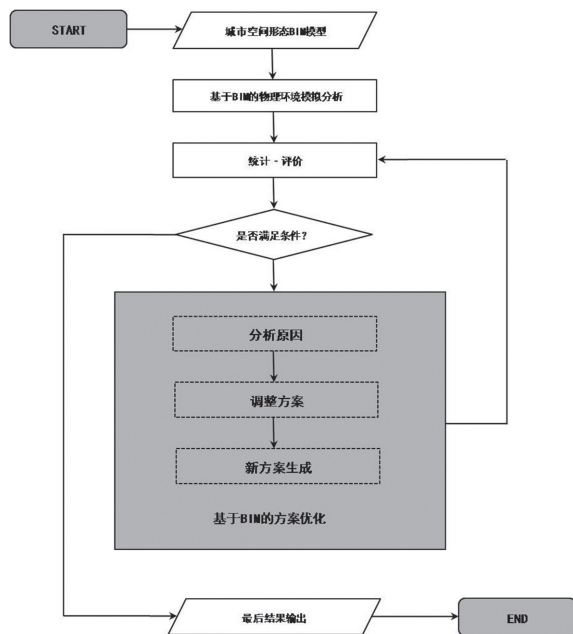 START
城市空间形态BIM模型
基于BIM的物理环境模拟分析
统计 - 评价
是否满足条件？
分析原因
调整方案
新方案生成
基于BIM的方案优化
最后结果输出
END